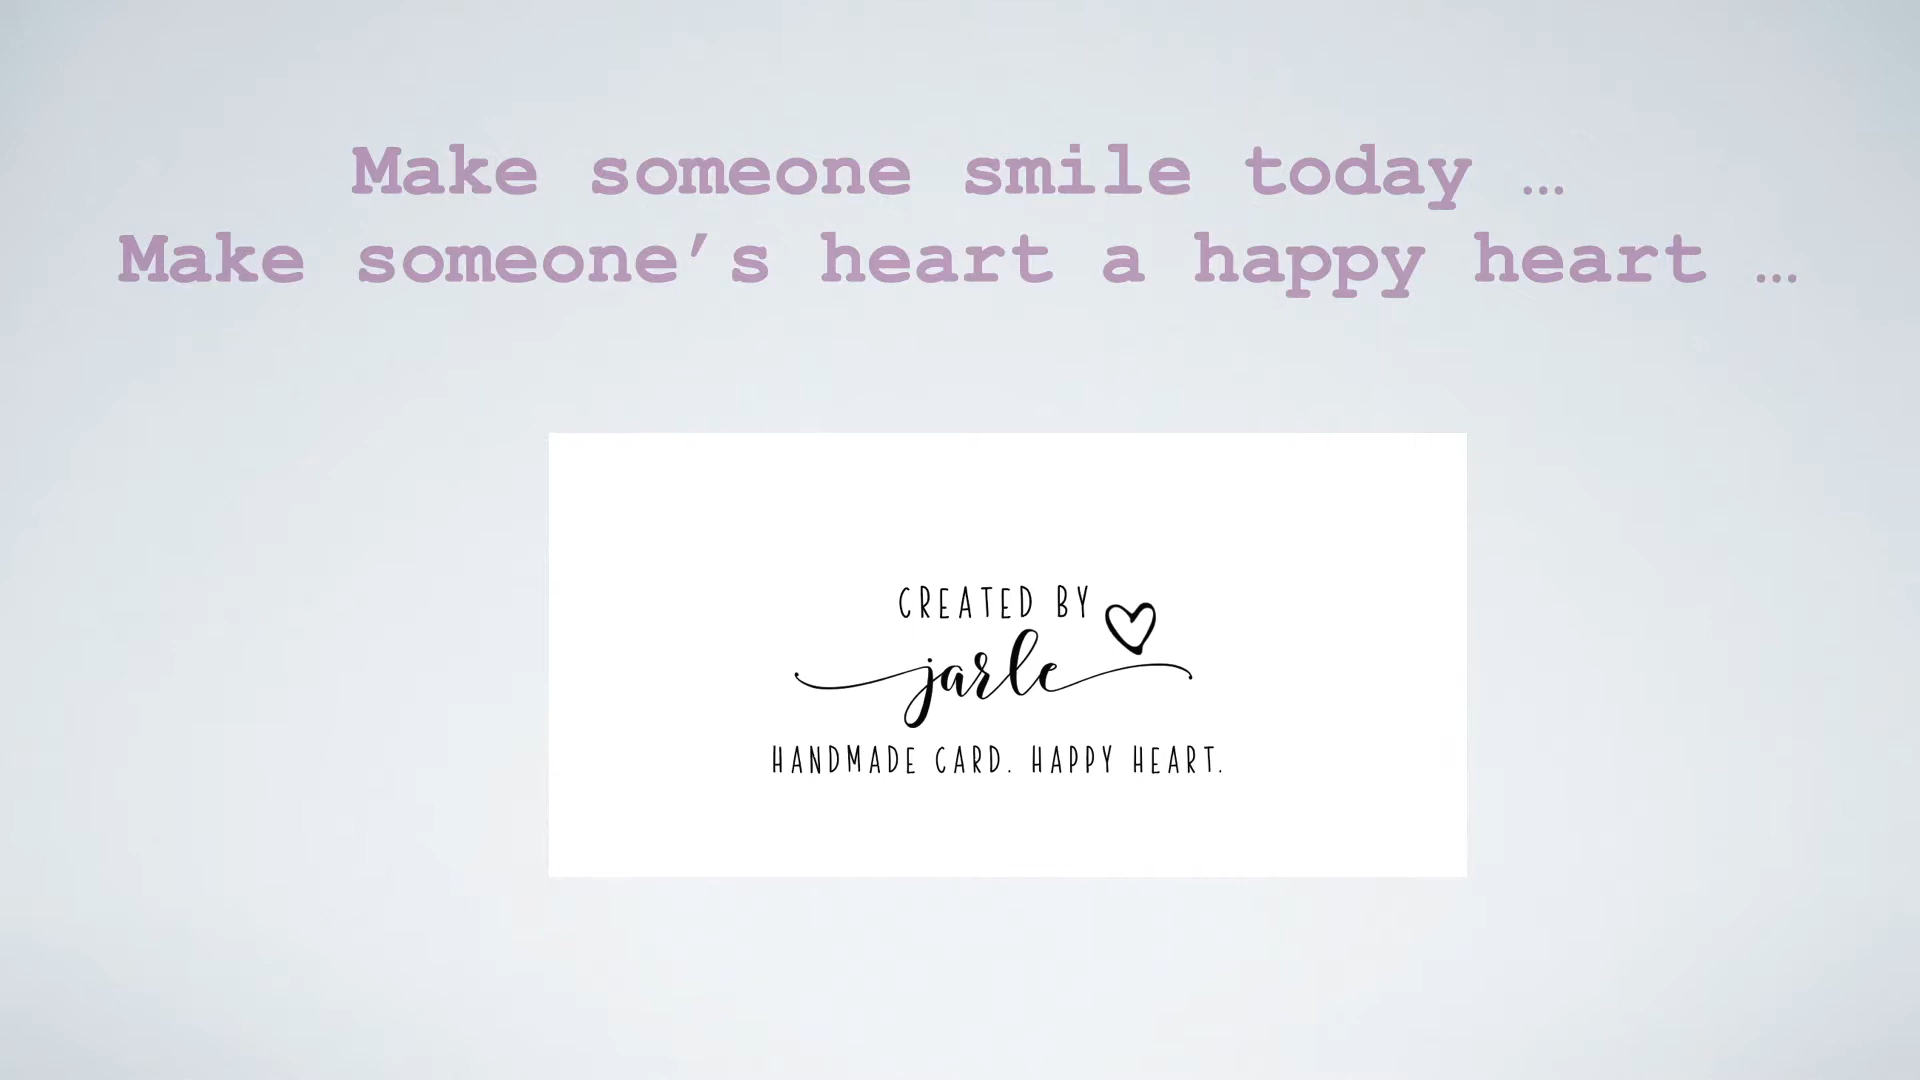 Make someone smile today …
Make someone’s heart a happy heart …
CREATED BY
jarle
HANDMADE CARD. HAPPY HEART.